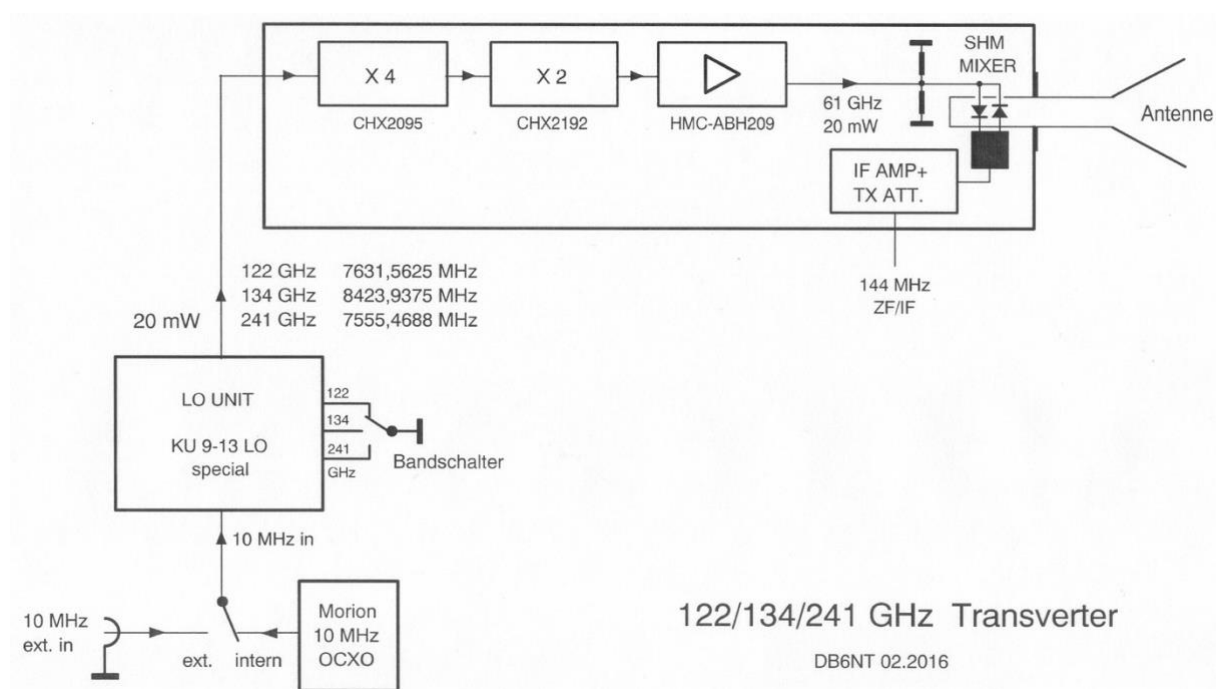 X 4
CHX2095
X 2
CHX2192
HMC-ABH209
61 GHz
20 mW
SHM
MIXER
Antenne
IF AMP+
TX ATT.
144 MHz
ZF/IF
122 GHz 7631,5625 MHz
134 GHz 8423,9375 MHz
241 GHz 7555,4688 MHz
20 mW
LO UNIT
KU 9-13 LO
special
122
134
241
GHz
Bandschalter
10 MHz in
10 MHz
ext. in
ext. intern
Morion
10 MHz
OCXO
122/134/241 GHz Transverter
DB6NT 02.2016